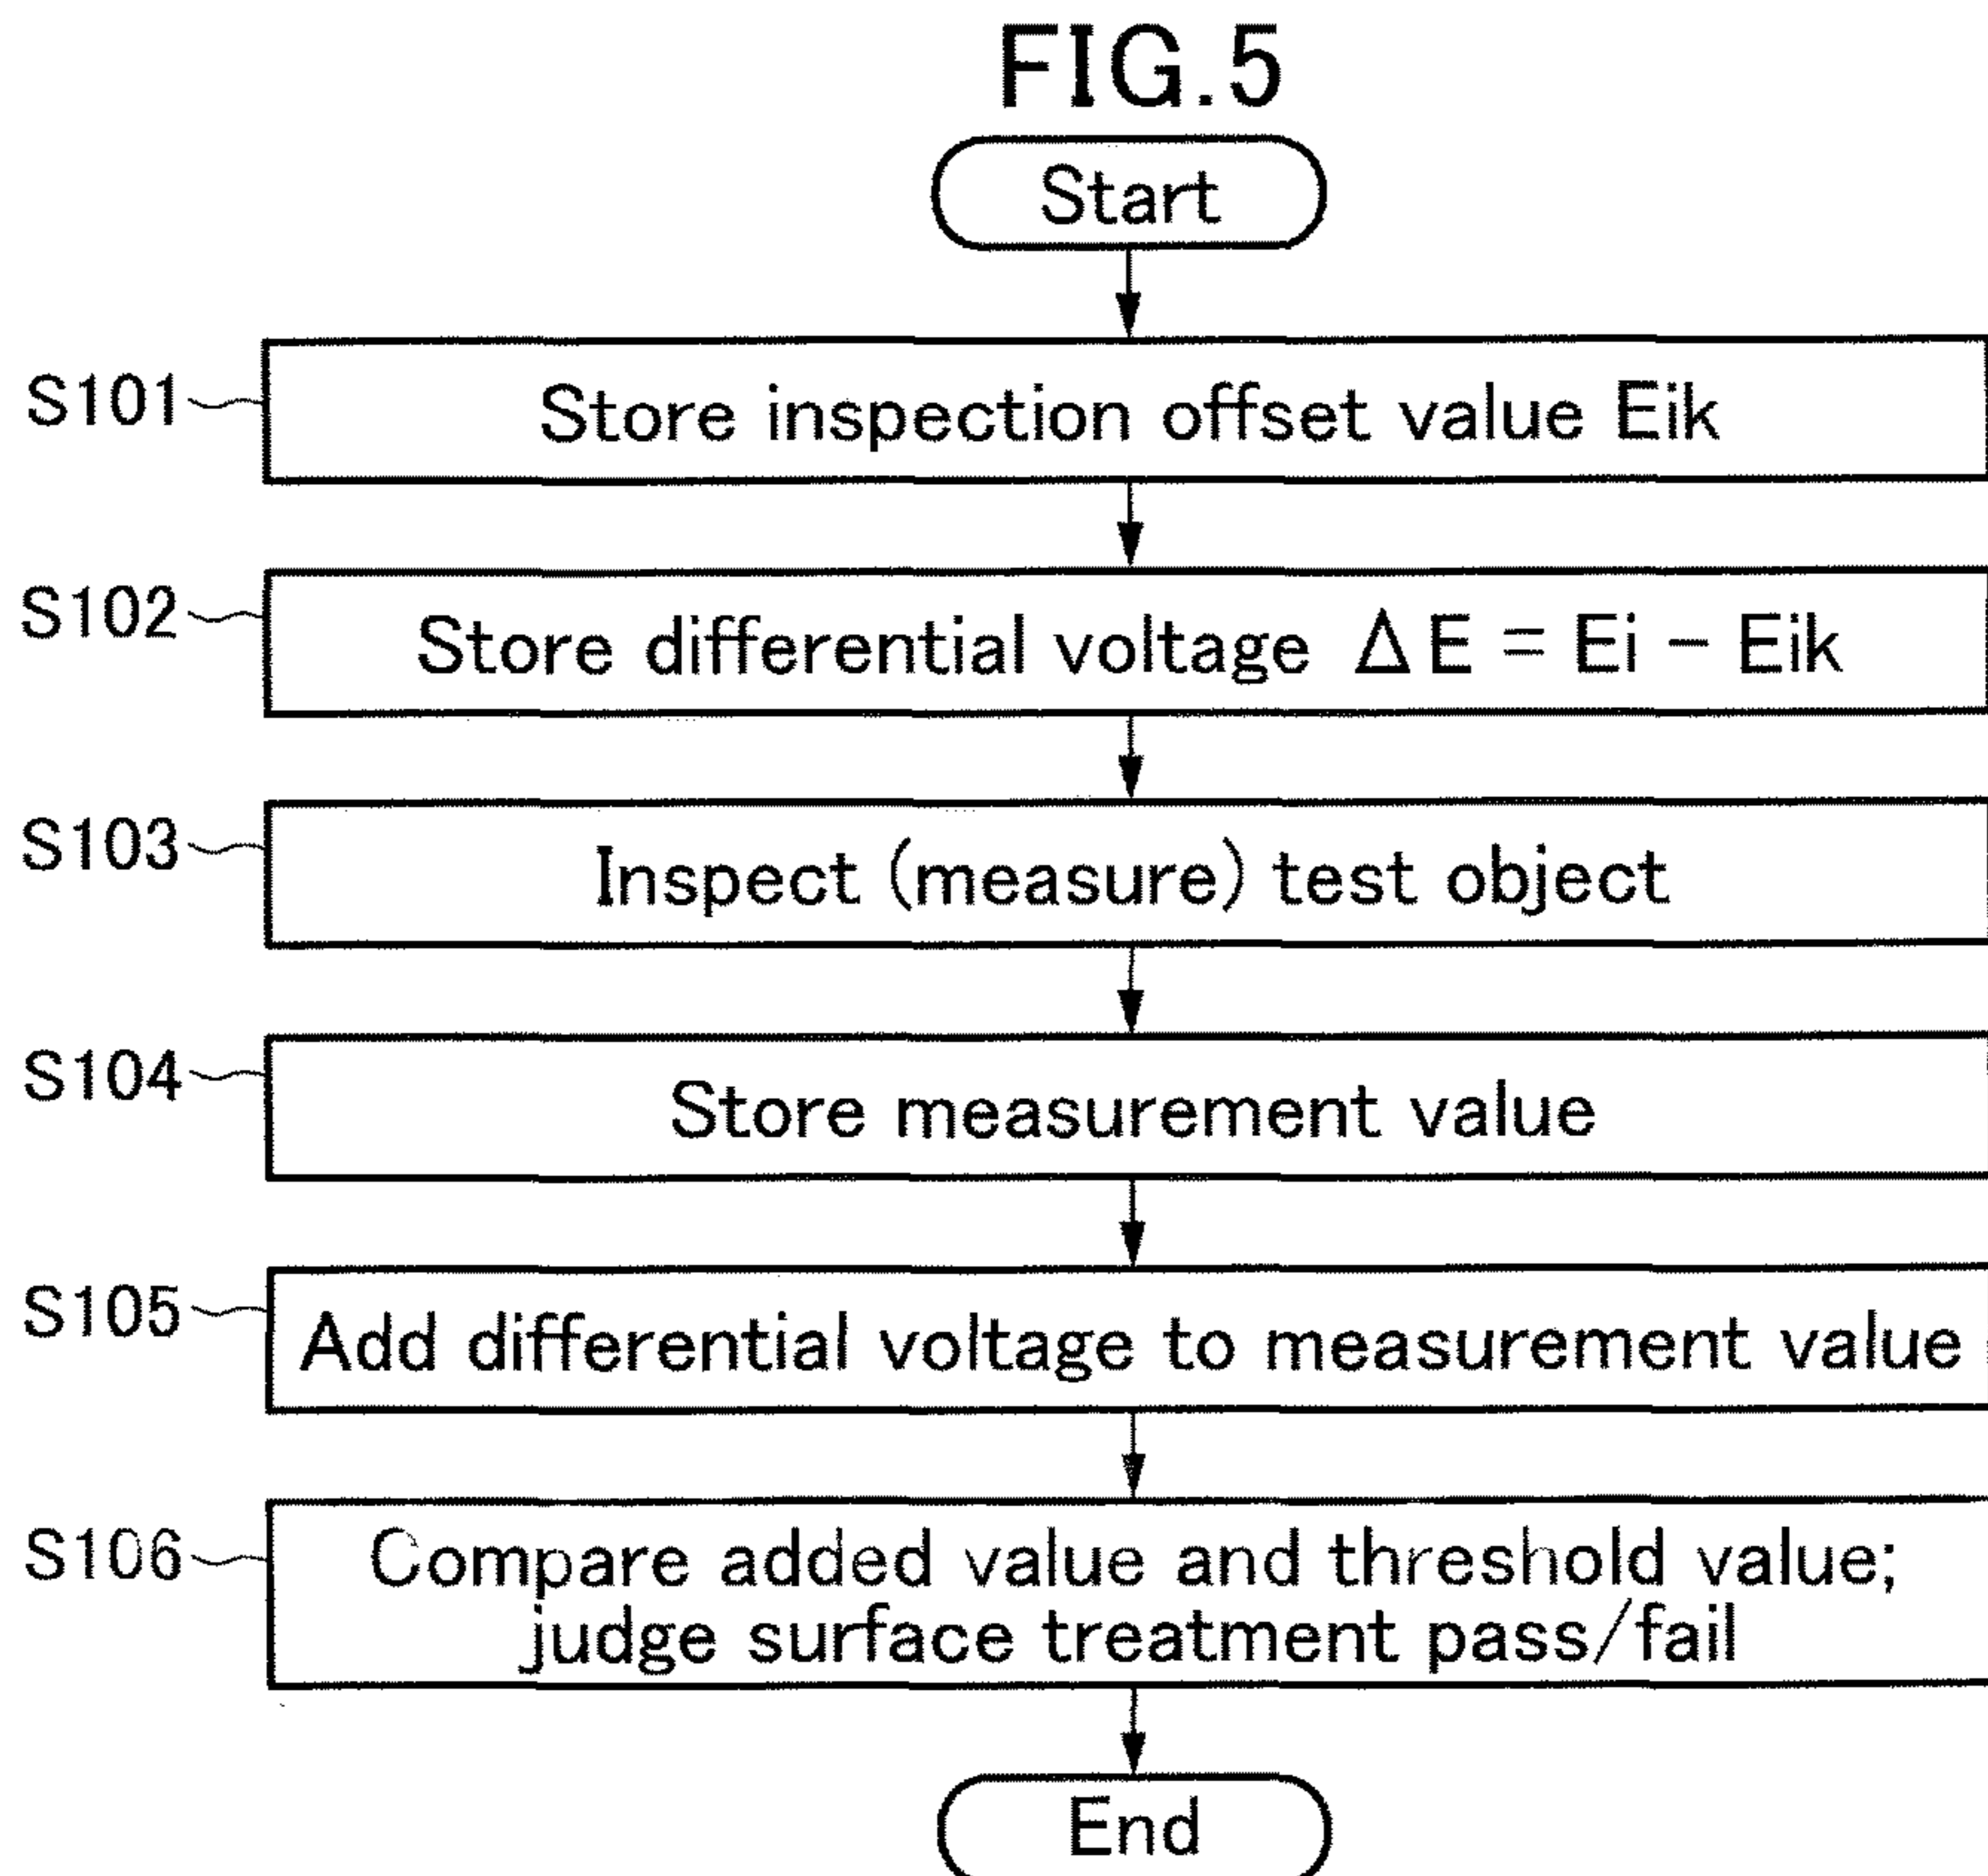 FIG.5
Start
S101
Store inspection offset value Eik
S102
Store differential voltage ΔE = Ei - Eik
S103
Inspect (measure) test object
S104
Store measurement value
S105
Add differential voltage to measurement value
S106
Compare added value and threshold value;
judge surface treatment pass/fail
End